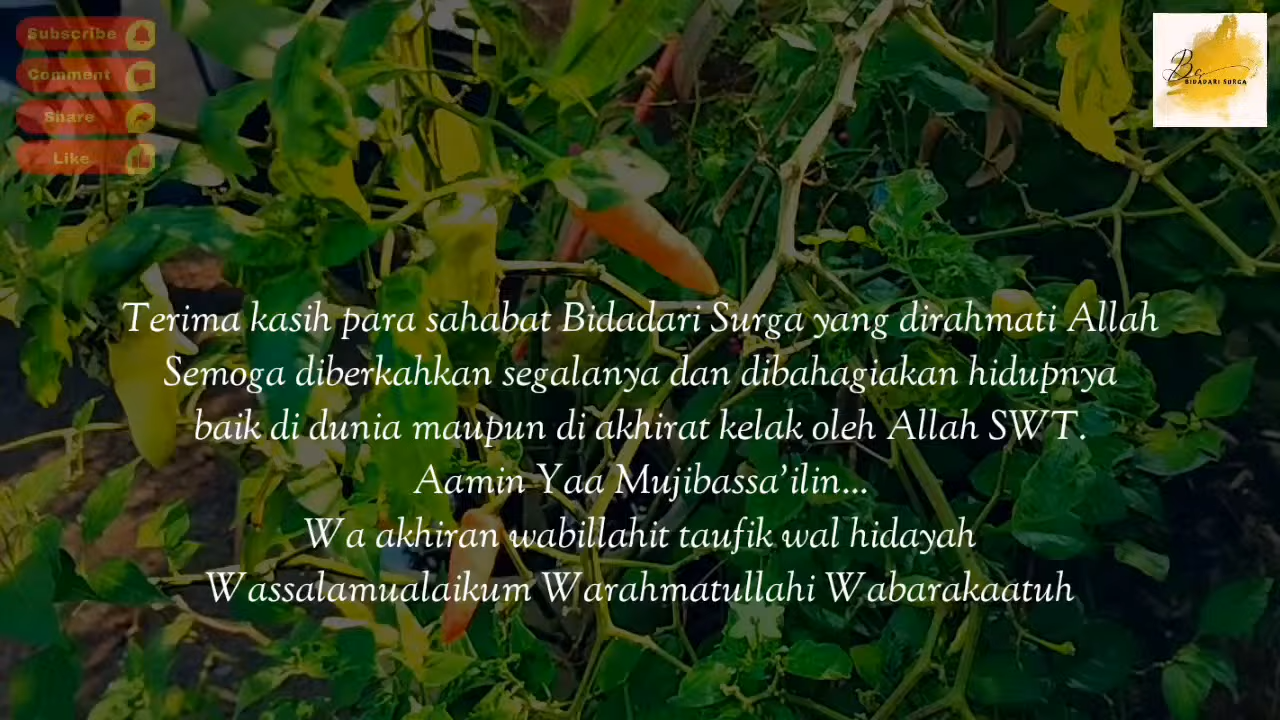 Subscribe
Comment
Share
Like
Bs
BIDADARI SURGA
Terima kasih para sahabat Bidadari Surga yang dirahmati Allah
Semoga diberkahkan segalanya dan dibahagiakan hidupnya
baik di dunia maupun di akhirat kelak oleh Allah SWT.
Aamin Yaa Mujibassa'ilin...
Wa akhiran wabillahit taufik wal hidayah
Wassalamualaikum Warahmatullahi Wabarakaatuh